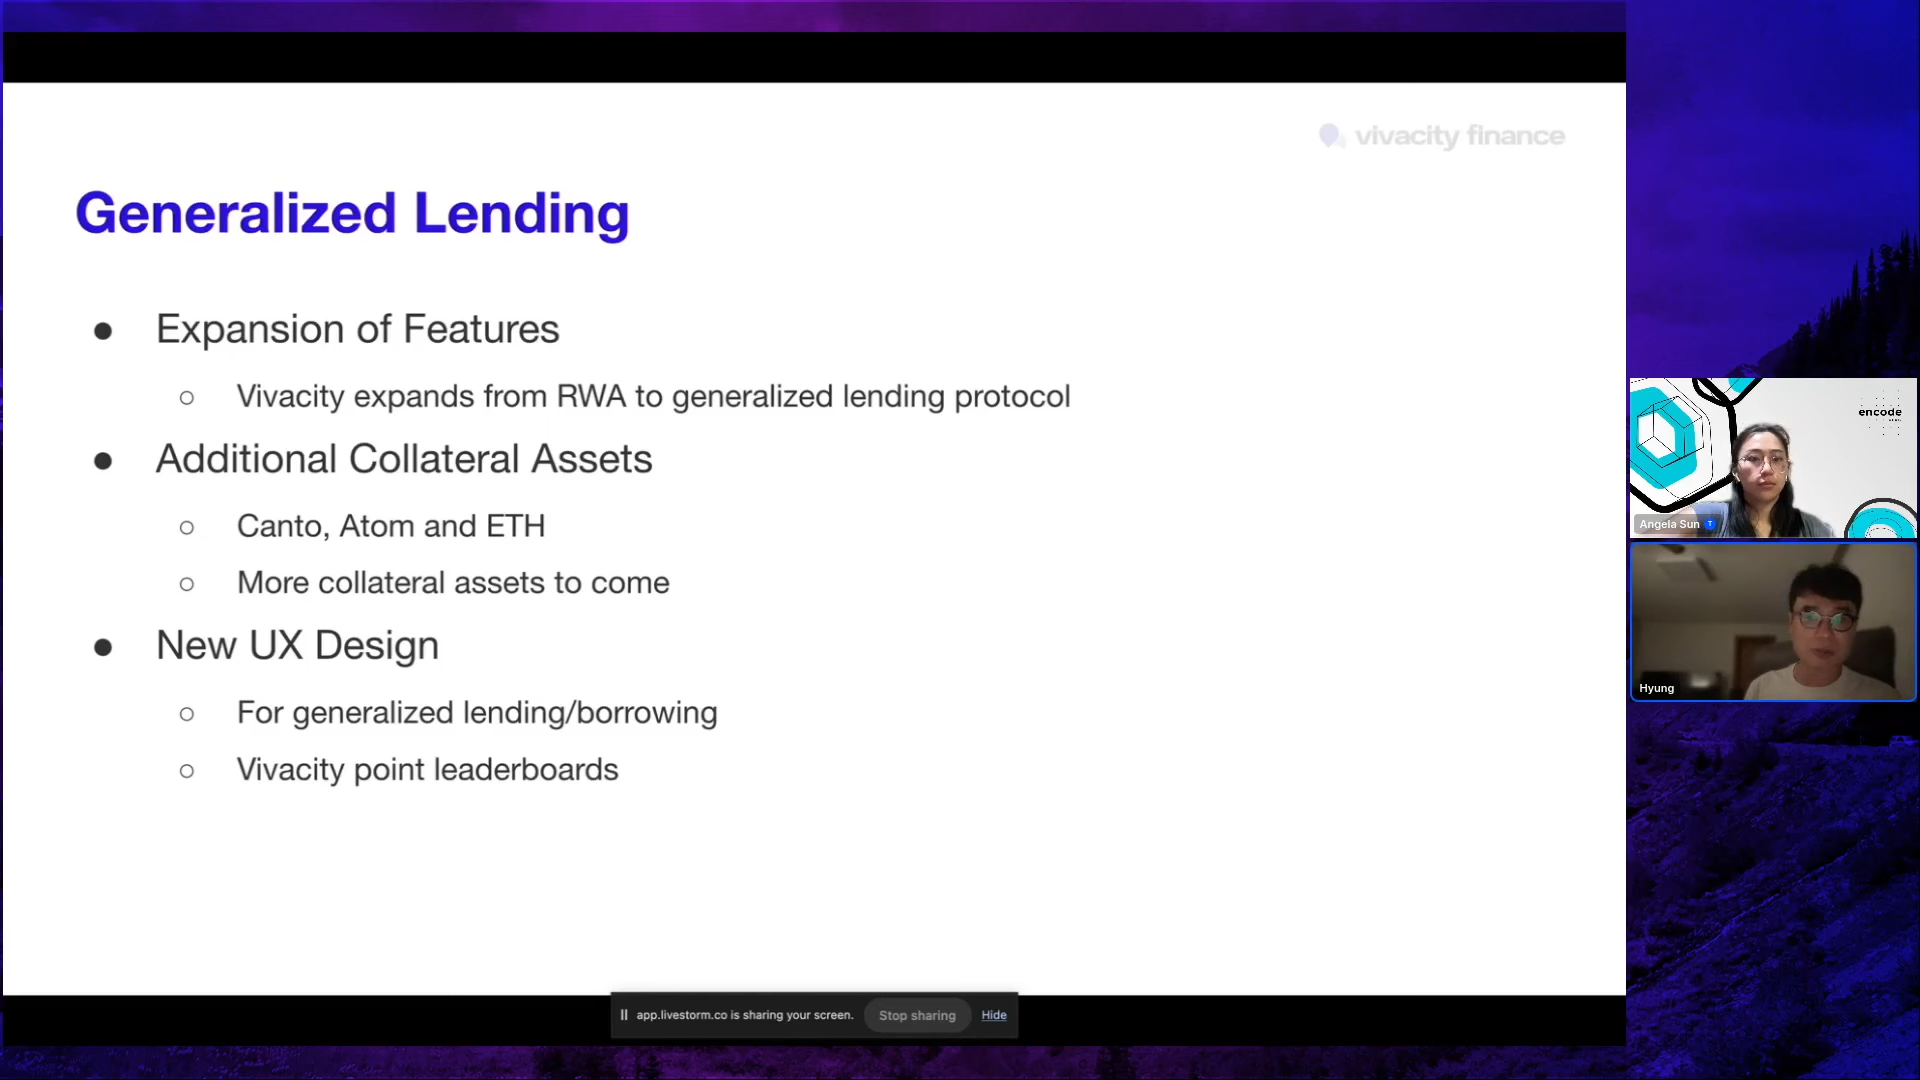 vivacity finance
Generalized Lending
● Expansion of Features
○ Vivacity expands from RWA to generalized lending protocol
● Additional Collateral Assets
○ Canto, Atom and ETH
○ More collateral assets to come
● New UX Design
○ For generalized lending/borrowing
○ Vivacity point leaderboards
encode
Angela Sun T
Hyung
app.livestorm.co is sharing your screen. Stop sharing Hide